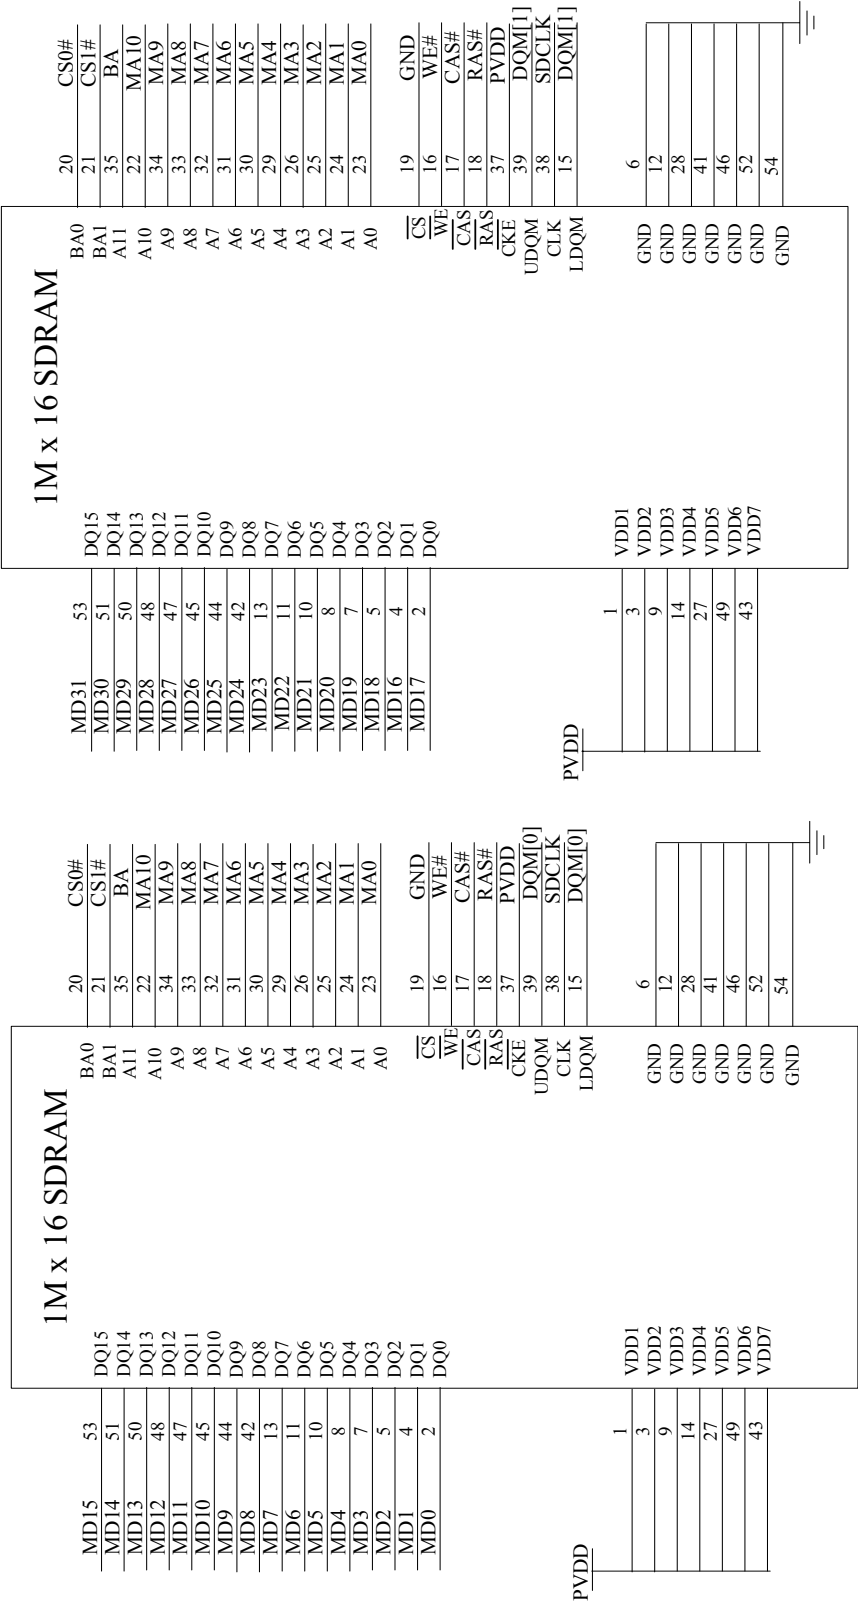 1M x 16 SDRAM
MD15 53 DQ15 BA0 20 CS0#
MD14 51 DQ14 BA1 21 CS1#
MD13 50 DQ13 A11 35 BA
MD12 48 DQ12 A10 22 MA10
MD11 47 DQ11 A9 34 MA9
MD10 45 DQ10 A8 33 MA8
MD9 44 DQ9 A7 32 MA7
MD8 42 DQ8 A6 31 MA6
MD7 13 DQ7 A5 30 MA5
MD6 11 DQ6 A4 29 MA4
MD5 10 DQ5 A3 26 MA3
MD4 8 DQ4 A2 25 MA2
MD3 7 DQ3 A1 24 MA1
MD2 5 DQ2 A0 23 MA0
MD1 4 DQ1
MD0 2 DQ0
CS 19 GND
WE 16 WE#
CAS 17 CAS#
RAS 18 RAS#
CKE 37 PVDD
UDQM 39 DQM[0]
CLK 38 SDCLK
LDQM 15 DQM[0]
PVDD
1 VDD1 GND 6
3 VDD2 GND 12
9 VDD3 GND 28
14 VDD4 GND 41
27 VDD5 GND 46
49 VDD6 GND 52
43 VDD7 GND 54
1M x 16 SDRAM
MD31 53 DQ15 BA0 20 CS0#
MD30 51 DQ14 BA1 21 CS1#
MD29 50 DQ13 A11 35 BA
MD28 48 DQ12 A10 22 MA10
MD27 47 DQ11 A9 34 MA9
MD26 45 DQ10 A8 33 MA8
MD25 44 DQ9 A7 32 MA7
MD24 42 DQ8 A6 31 MA6
MD23 13 DQ7 A5 30 MA5
MD22 11 DQ6 A4 29 MA4
MD21 10 DQ5 A3 26 MA3
MD20 8 DQ4 A2 25 MA2
MD19 7 DQ3 A1 24 MA1
MD18 5 DQ2 A0 23 MA0
MD16 4 DQ1
MD17 2 DQ0
CS 19 GND
WE 16 WE#
CAS 17 CAS#
RAS 18 RAS#
CKE 37 PVDD
UDQM 39 DQM[1]
CLK 38 SDCLK
LDQM 15 DQM[1]
PVDD
1 VDD1 GND 6
3 VDD2 GND 12
9 VDD3 GND 28
14 VDD4 GND 41
27 VDD5 GND 46
49 VDD6 GND 52
43 VDD7 GND 54